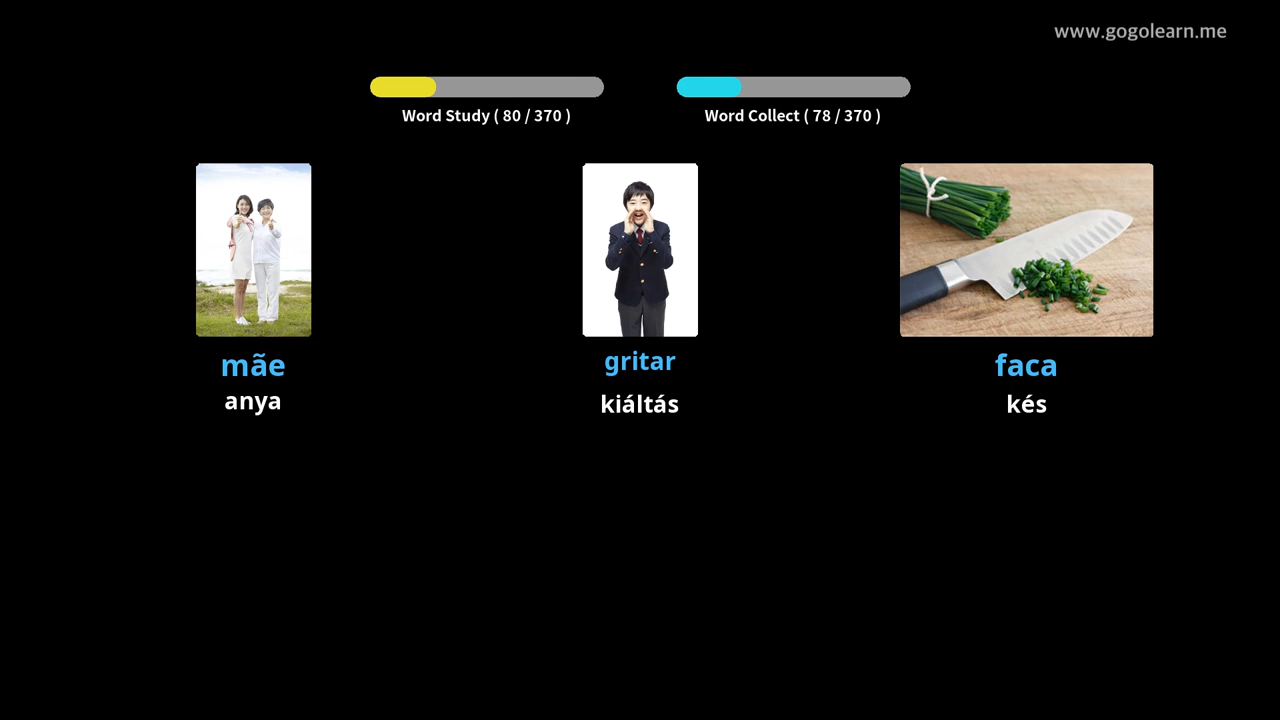 www.gogolearn.me
Word Study ( 80 / 370 )
Word Collect ( 78 / 370 )
mãe
anya
gritar
kiáltás
faca
kés